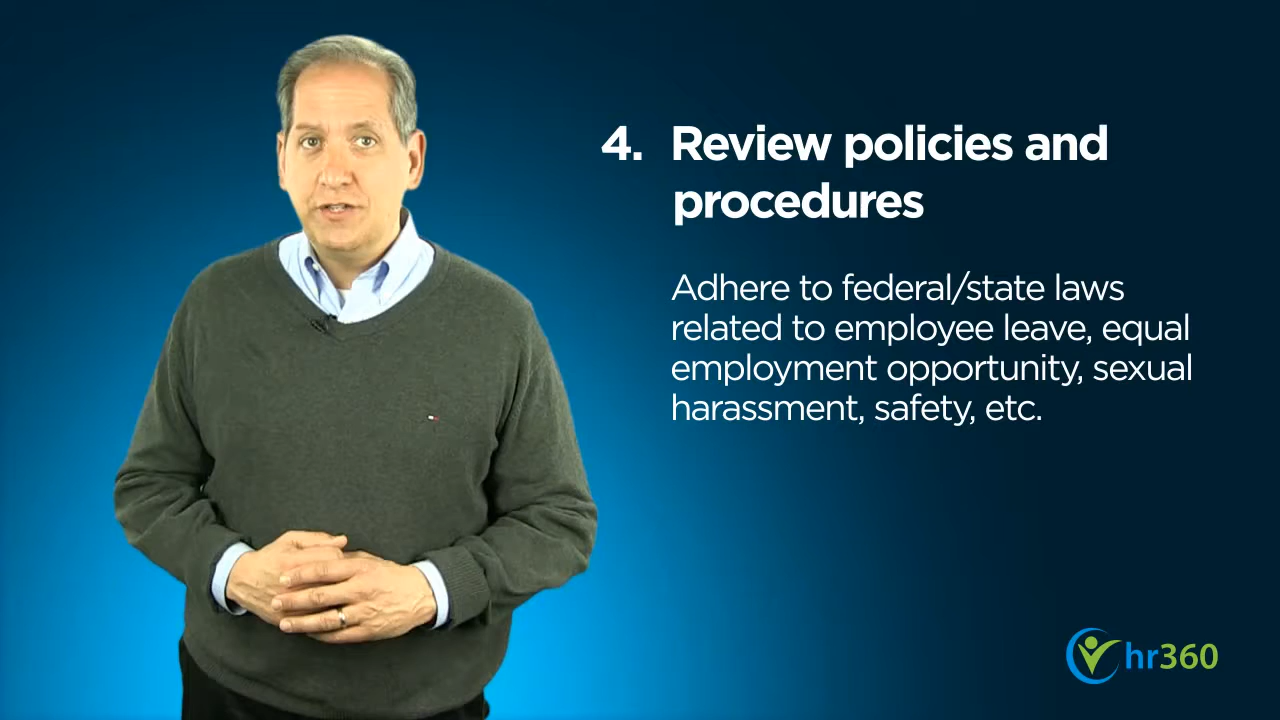 4. Review policies and
procedures
Adhere to federal/state laws
related to employee leave, equal
employment opportunity, sexual
harassment, safety, etc.
hr360